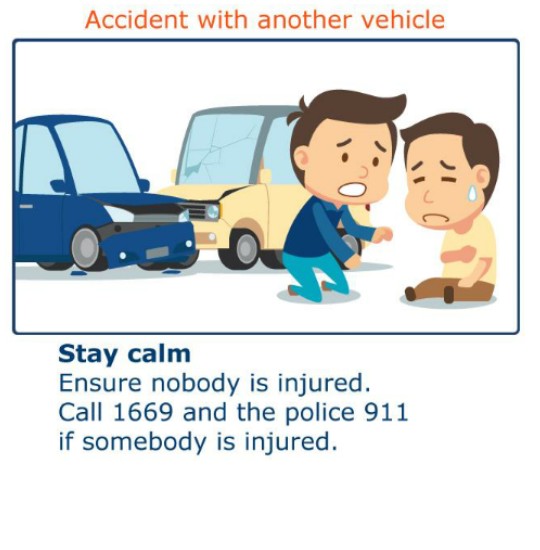 Accident with another vehicle
Stay calm
Ensure nobody is injured.
Call 1669 and the police 911
if somebody is injured.